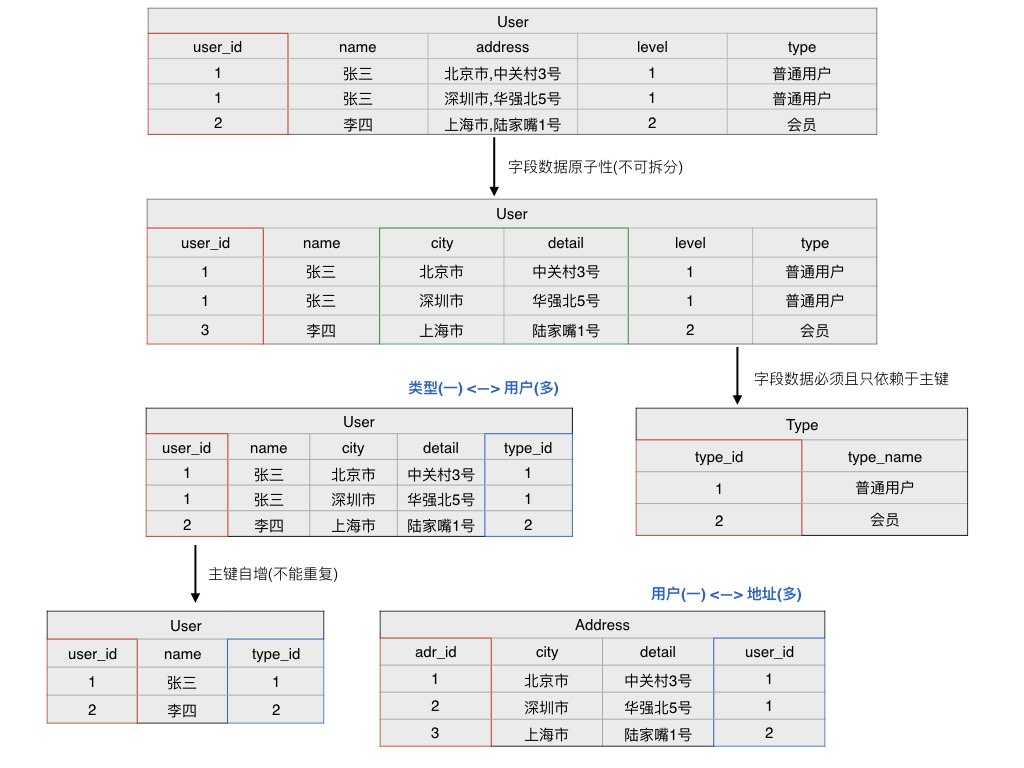 User
user_id name address level type
1 张三 北京市,中关村3号 1 普通用户
1 张三 深圳市,华强北5号 1 普通用户
2 李四 上海市,陆家嘴1号 2 会员
字段数据原子性(不可拆分)
User
user_id name city detail level type
1 张三 北京市 中关村3号 1 普通用户
1 张三 深圳市 华强北5号 1 普通用户
3 李四 上海市 陆家嘴1号 2 会员
字段数据必须且只依赖于主键
类型(一) <—> 用户(多)
User
user_id name city detail type_id
1 张三 北京市 中关村3号 1
1 张三 深圳市 华强北5号 1
2 李四 上海市 陆家嘴1号 2
Type
type_id type_name
1 普通用户
2 会员
主键自增(不能重复)
User
user_id name type_id
1 张三 1
2 李四 2
用户(一) <—> 地址(多)
Address
adr_id city detail user_id
1 北京市 中关村3号 1
2 深圳市 华强北5号 1
3 上海市 陆家嘴1号 2